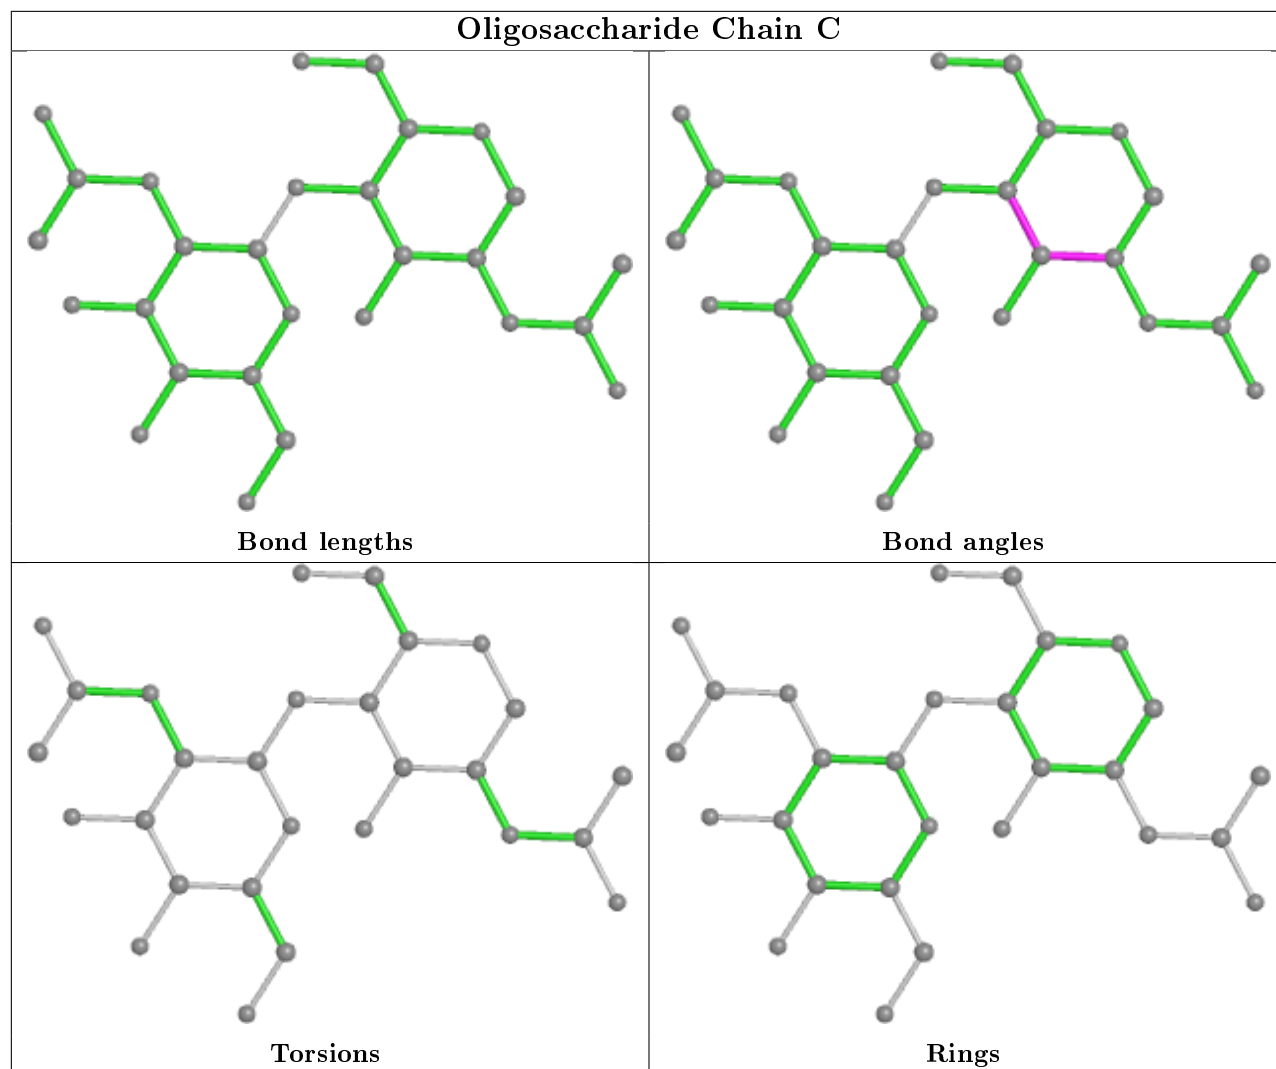 Oligosaccharide Chain C
Bond lengths
Bond angles
Torsions
Rings